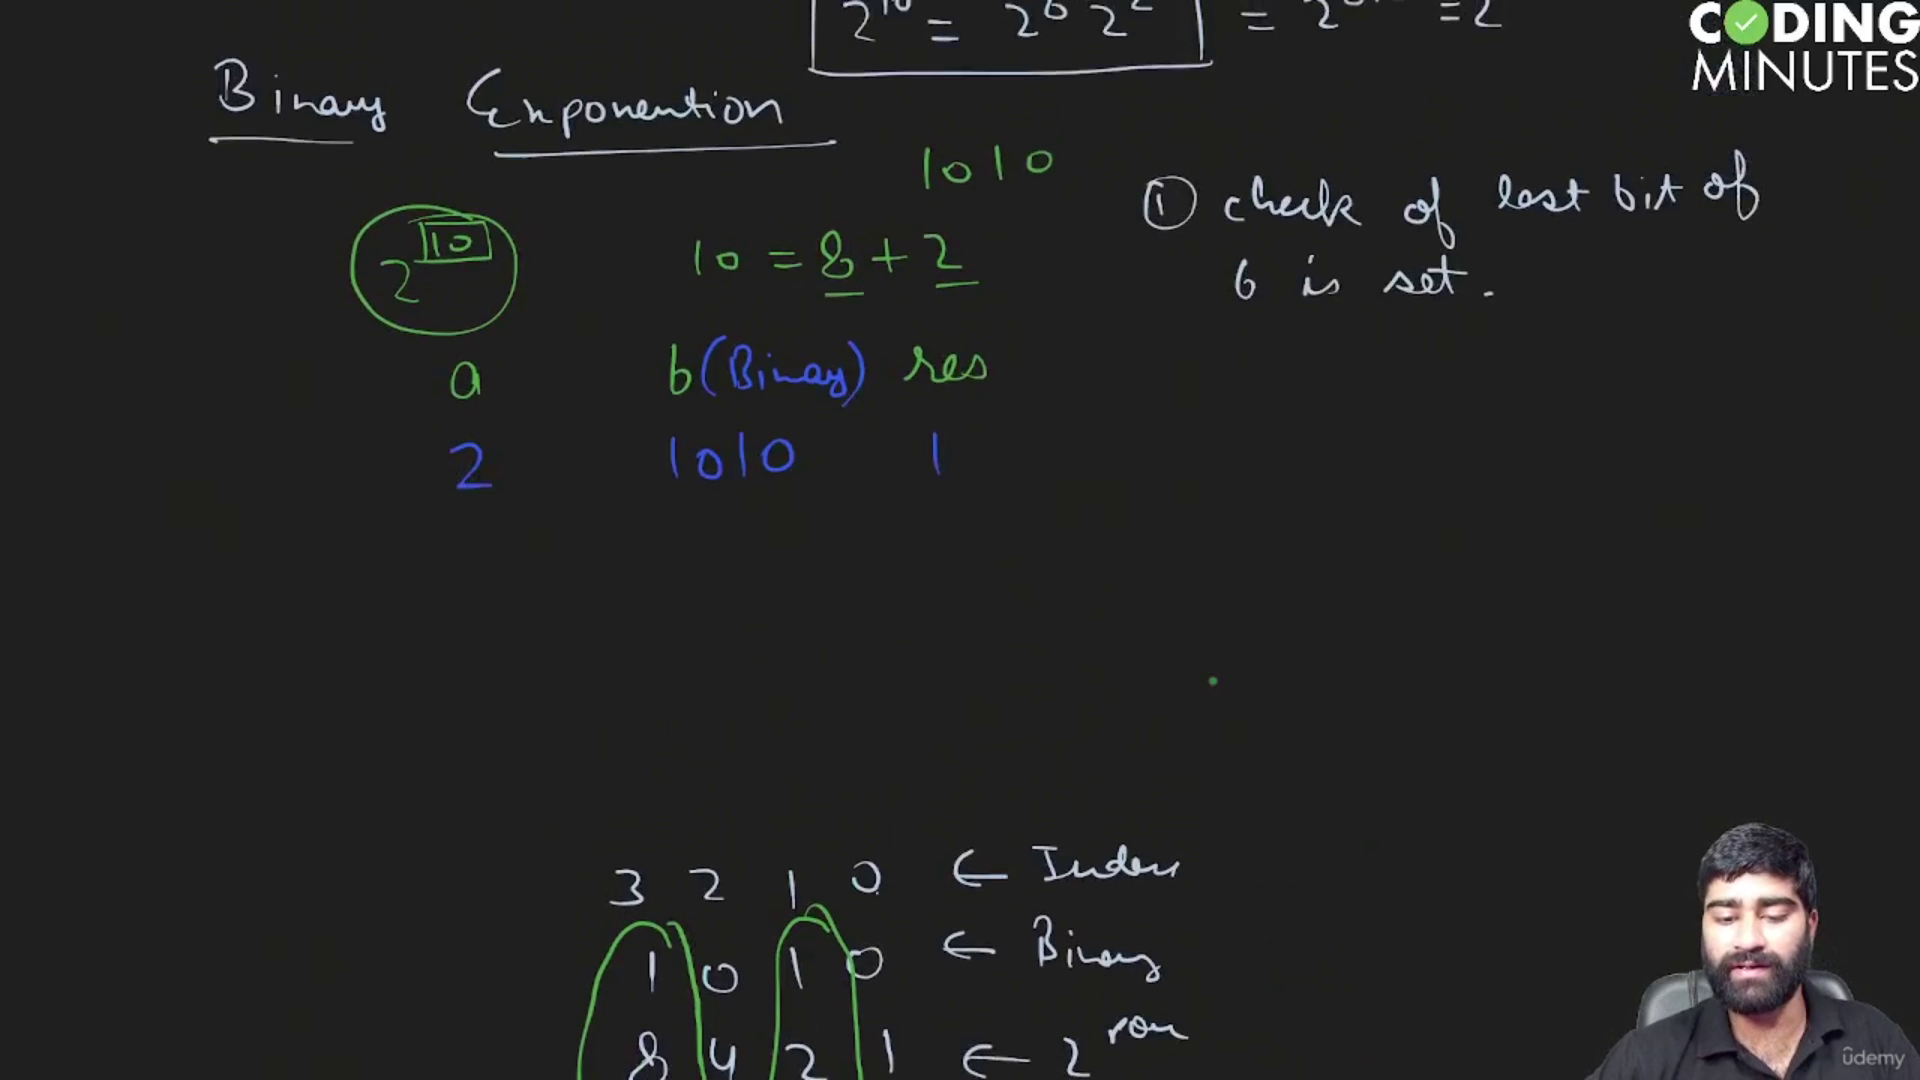 2^10 = 2^8 2^2 = 2 = 2
CODING
MINUTES
Binary Exponention
1010
① check of last bit of
2^10
10 = 8 + 2
b is set.
a b(Binary) res
2 1010 1
3 2 1 0 ← Index
1 0 1 0 ← Binary
8 4 2 1 ← 2^pow
udemy